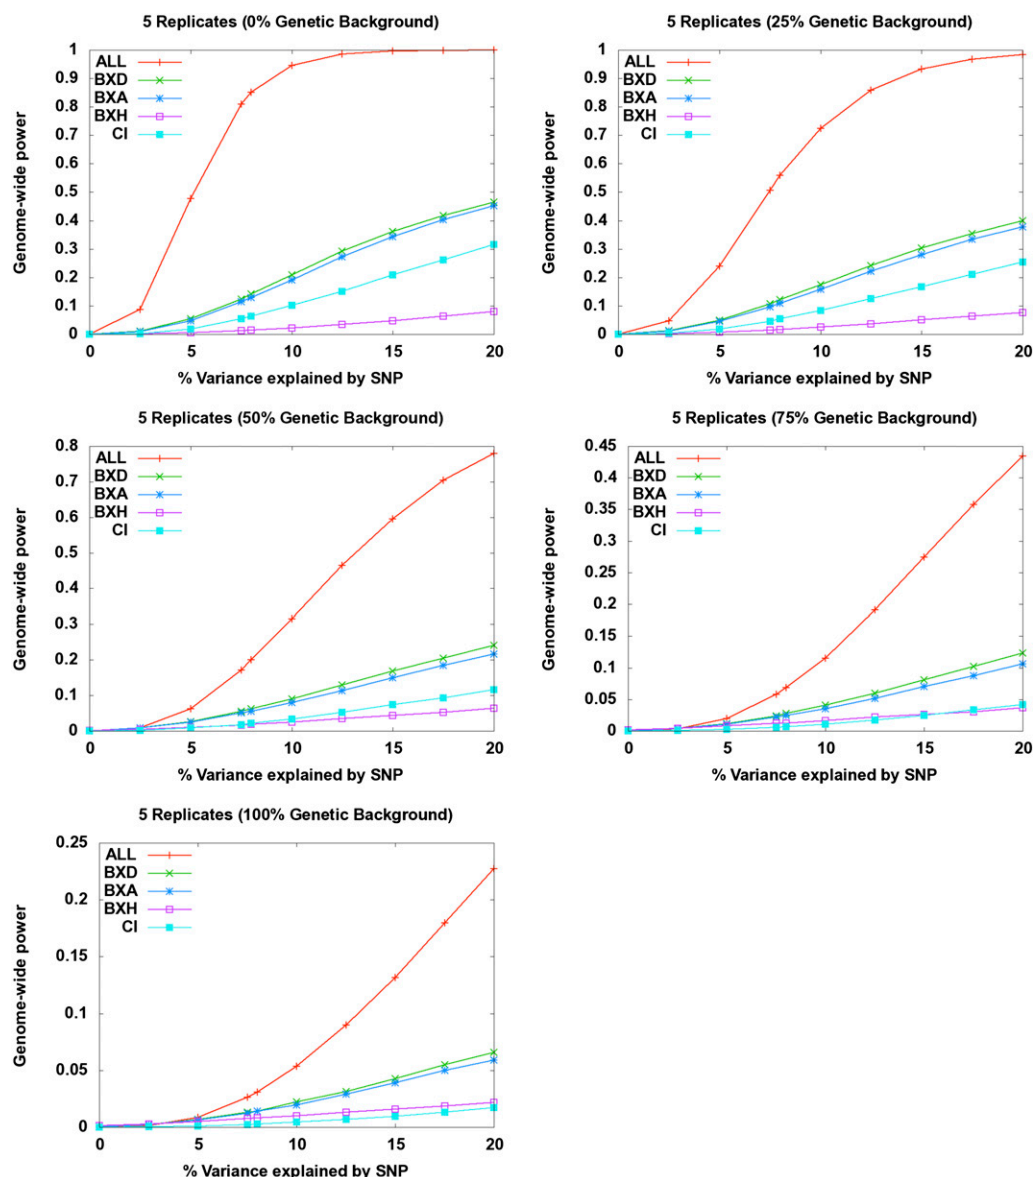 5 Replicates (0% Genetic Background)
Genome-wide power
1
0.9
0.8
0.7
0.6
0.5
0.4
0.3
0.2
0.1
0
ALL
BXD
BXA
BXH
CI
0 5 10 15 20
% Variance explained by SNP
5 Replicates (25% Genetic Background)
Genome-wide power
1
0.9
0.8
0.7
0.6
0.5
0.4
0.3
0.2
0.1
0
ALL
BXD
BXA
BXH
CI
0 5 10 15 20
% Variance explained by SNP
5 Replicates (50% Genetic Background)
Genome-wide power
0.8
0.7
0.6
0.5
0.4
0.3
0.2
0.1
0
ALL
BXD
BXA
BXH
CI
0 5 10 15 20
% Variance explained by SNP
5 Replicates (75% Genetic Background)
Genome-wide power
0.45
0.4
0.35
0.3
0.25
0.2
0.15
0.1
0.05
0
ALL
BXD
BXA
BXH
CI
0 5 10 15 20
% Variance explained by SNP
5 Replicates (100% Genetic Background)
Genome-wide power
0.25
0.2
0.15
0.1
0.05
0
ALL
BXD
BXA
BXH
CI
0 5 10 15 20
% Variance explained by SNP